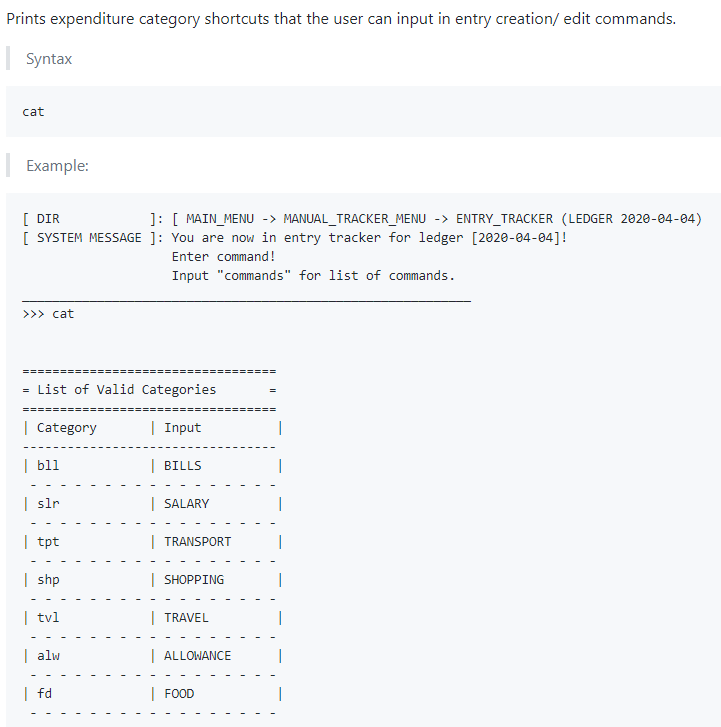 Prints expenditure category shortcuts that the user can input in entry creation/ edit commands.
Syntax
cat
Example:
[ DIR            ]: [ MAIN_MENU -> MANUAL_TRACKER_MENU -> ENTRY_TRACKER (LEDGER 2020-04-04)
[ SYSTEM MESSAGE ]: You are now in entry tracker for ledger [2020-04-04]!
                    Enter command!
                    Input "commands" for list of commands.
____________________________________________________________
>>> cat
==================================
= List of Valid Categories       =
==================================
| Category       | Input          |
----------------------------------
| bll            | BILLS          |
 - - - - - - - - - - - - - - - - -
| slr            | SALARY         |
 - - - - - - - - - - - - - - - - -
| tpt            | TRANSPORT      |
 - - - - - - - - - - - - - - - - -
| shp            | SHOPPING       |
 - - - - - - - - - - - - - - - - -
| tvl            | TRAVEL         |
 - - - - - - - - - - - - - - - - -
| alw            | ALLOWANCE      |
 - - - - - - - - - - - - - - - - -
| fd             | FOOD           |
 - - - - - - - - - - - - - - - - -